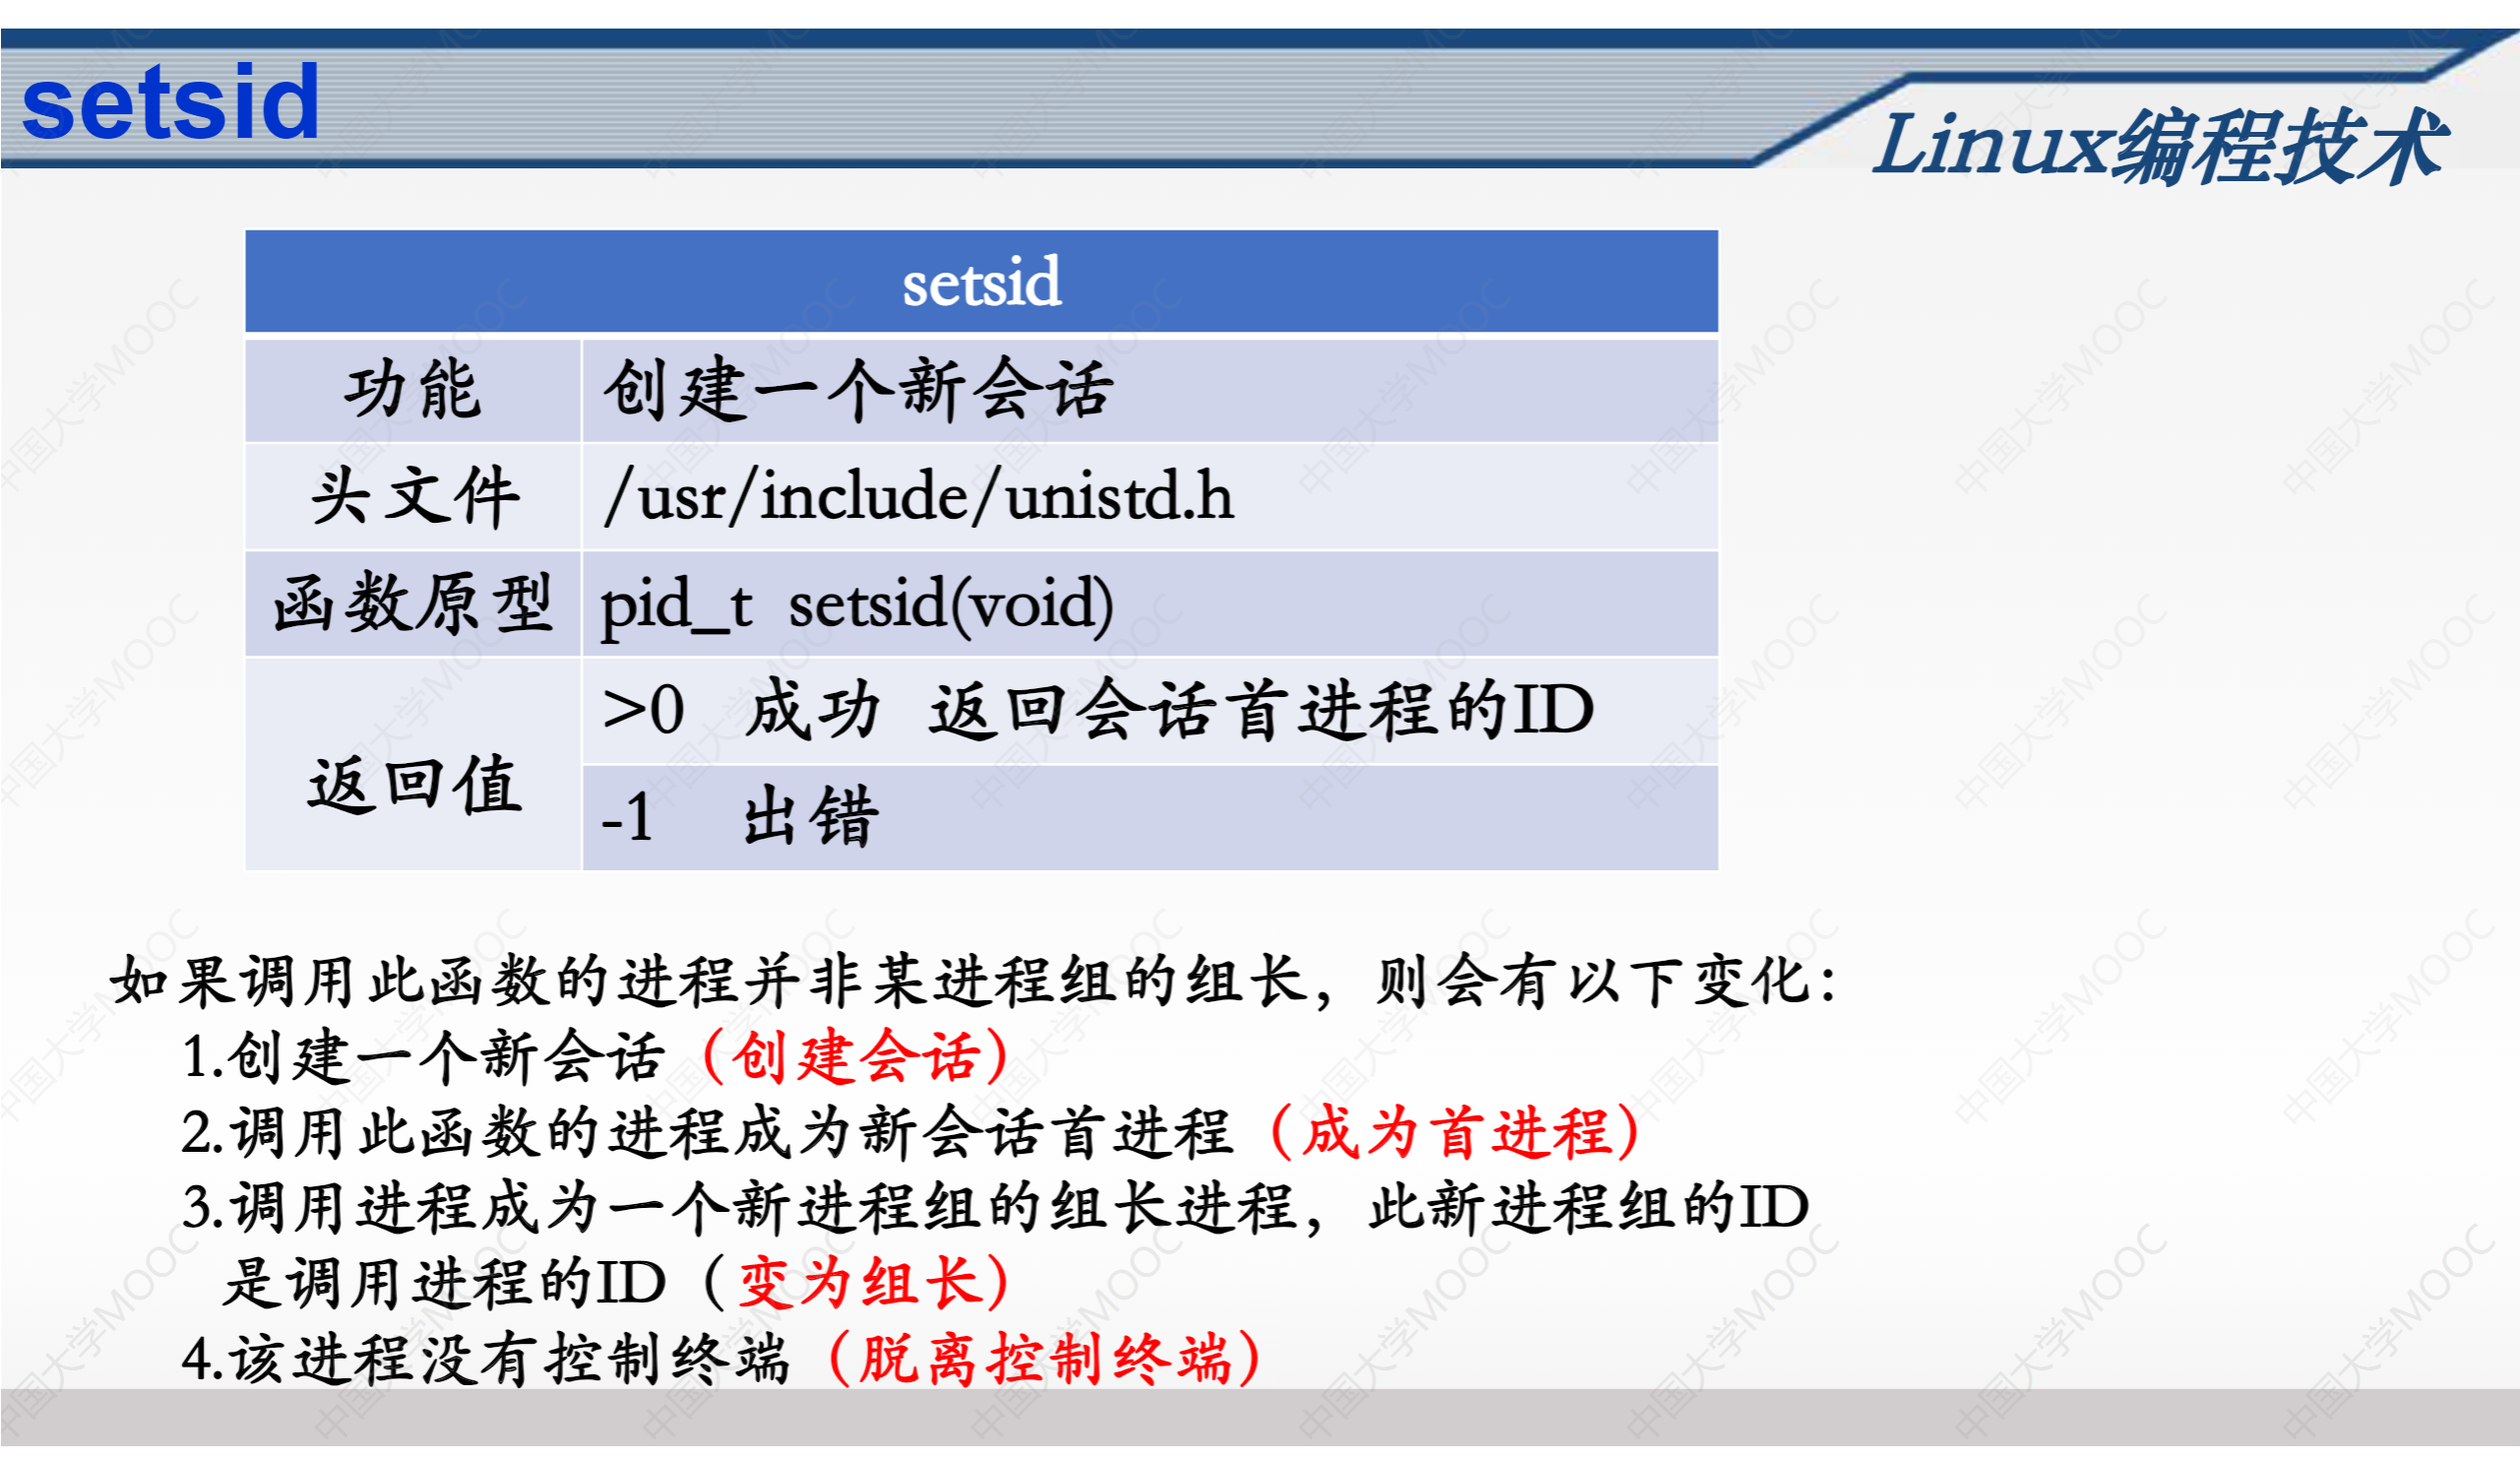 setsid
Linux编程技术
setsid
功能 创建一个新会话
头文件 /usr/include/unistd.h
函数原型 pid_t setsid(void)
返回值 >0 成功 返回会话首进程的ID
-1 出错
如果调用此函数的进程并非某进程组的组长，则会有以下变化：
1.创建一个新会话（创建会话）
2.调用此函数的进程成为新会话首进程（成为首进程）
3.调用进程成为一个新进程组的组长进程，此新进程组的ID
是调用进程的ID（变为组长）
4.该进程没有控制终端（脱离控制终端）
中国大学MOOC